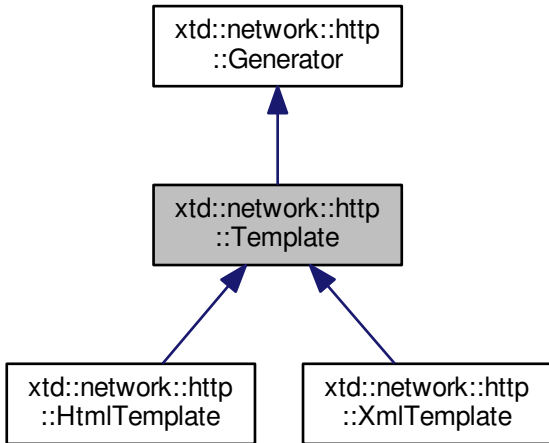 xtd::network::http
::Generator
xtd::network::http
::Template
xtd::network::http
::HtmlTemplate
xtd::network::http
::XmlTemplate